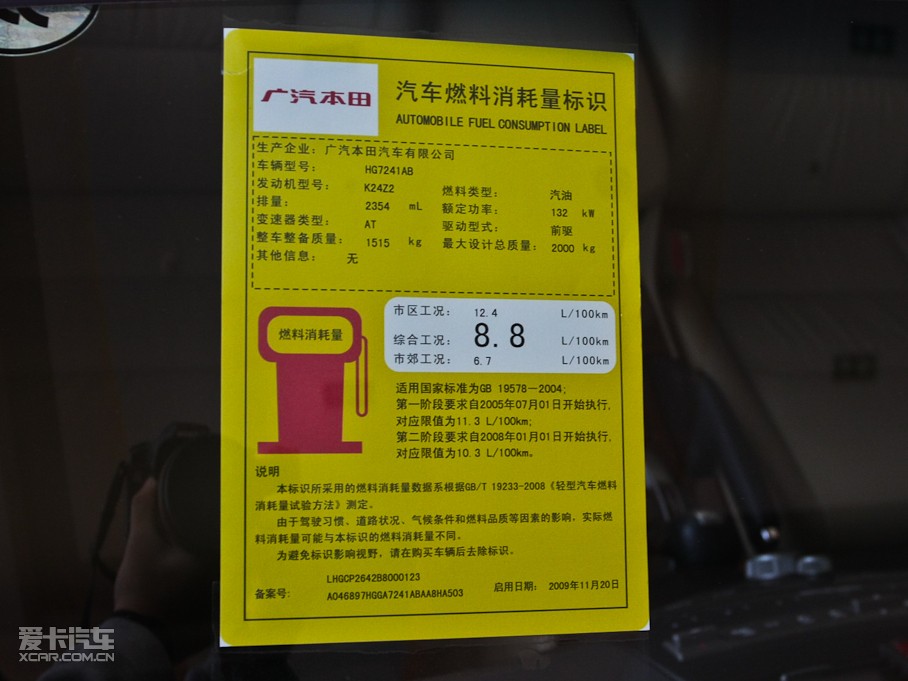 广汽本田
汽车燃料消耗量标识
AUTOMOBILE FUEL CONSUMPTION LABEL
生产企业: 广汽本田汽车有限公司
车辆型号: HG7241AB
发动机型号: K24Z2 燃料类型: 汽油
排量: 2354 mL 额定功率: 132 kW
变速器类型: AT 驱动型式: 前驱
整车整备质量: 1515 kg 最大设计总质量: 2000 kg
其他信息: 无
燃料消耗量
市区工况: 12.4 L/100km
综合工况: 8.8 L/100km
市郊工况: 6.7 L/100km
适用国家标准为GB 19578—2004;
第一阶段要求自2005年07月01日开始执行,
对应限值为11.3 L/100km;
第二阶段要求自2008年01月01日开始执行,
对应限值为10.3 L/100km。
说明
本标识所采用的燃料消耗量数据系根据GB/T 19233-2008《轻型汽车燃料
消耗量试验方法》测定。
由于驾驶习惯、道路状况、气候条件和燃料品质等因素的影响,实际燃
料消耗量可能与本标识的燃料消耗量不同。
为避免标识影响视野,请在购买车辆后去除标识。
LHGCP2642B8000123
备案号: A046897HGGA7241ABAA8HA503 启用日期: 2009年11月20日
爱卡汽车
XCAR.COM.CN